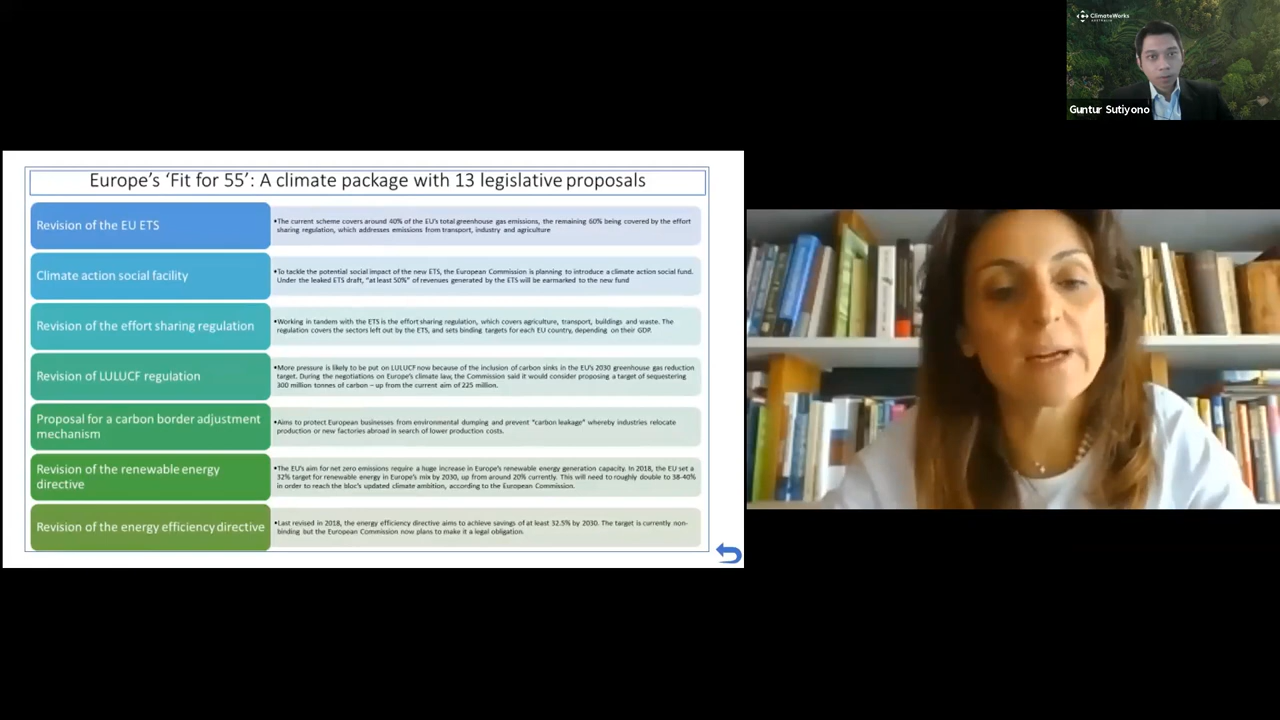 ClimateWorks
AUSTRALIA
Guntur Sutiyono
Europe's 'Fit for 55': A climate package with 13 legislative proposals
Revision of the EU ETS
•The current scheme covers around 40% of the EU's total greenhouse gas emissions, the remaining 60% being covered by the effort
sharing regulation, which addresses emissions from transport, industry and agriculture
Climate action social facility
•To tackle the potential social impact of the new ETS, the European Commission is planning to introduce a climate action social fund.
Under the leaked ETS draft, "at least 50%" of revenues generated by the ETS will be earmarked to the new fund
Revision of the effort sharing regulation
•Working in tandem with the ETS is the effort sharing regulation, which covers agriculture, transport, buildings and waste. The
regulation covers the sectors left out by the ETS, and sets binding targets for each EU country, depending on their GDP.
Revision of LULUCF regulation
•More pressure is likely to be put on LULUCF now because of the inclusion of carbon sinks in the EU's 2030 greenhouse gas reduction
target. During the negotiations on Europe's climate law, the Commission said it would consider proposing a target of sequestering
300 million tonnes of carbon – up from the current aim of 225 million.
Proposal for a carbon border adjustment
mechanism
•Aims to protect European businesses from environmental dumping and prevent "carbon leakage" whereby industries relocate
production or new factories abroad in search of lower production costs.
Revision of the renewable energy
directive
•The EU's aim for net zero emissions require a huge increase in Europe's renewable energy generation capacity. In 2018, the EU set a
32% target for renewable energy in Europe's mix by 2030, up from around 20% currently. This will need to roughly double to 38-40%
in order to reach the bloc's updated climate ambition, according to the European Commission.
Revision of the energy efficiency directive
•Last revised in 2018, the energy efficiency directive aims to achieve savings of at least 32.5% by 2030. The target is currently non-
binding but the European Commission now plans to make it a legal obligation.